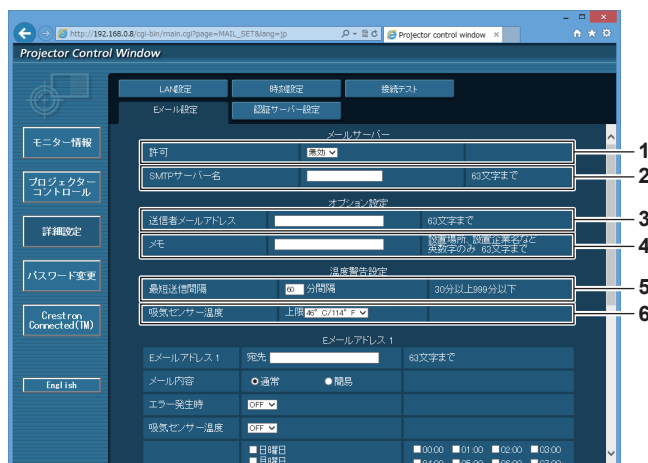 http://192.168.0.8/cgi-bin/main.cgi?page=MAIL_SET&lang=jp
Projector control window
Projector Control Window
LAN設定 時刻設定 接続テスト
Eメール設定 認証サーバー設定
モニター情報
プロジェクター
コントロール
詳細設定
パスワード変更
Crestron
Connected(TM)
English
メールサーバー
許可 無効 1
SMTPサーバー名 63文字まで 2
オプション設定
送信者メールアドレス 63文字まで 3
メモ 設置場所、設置企業名など
英数字のみ 63文字まで 4
温度警告設定
最短送信間隔 60 分間隔 30分以上999分以下 5
吸気センサー温度 上限 46°C/114°F 6
Eメールアドレス 1
Eメールアドレス 1 宛先 63文字まで
メール内容 通常 簡易
エラー発生時 OFF
吸気センサー温度 OFF
日曜日 00:00 01:00 02:00 03:00
月曜日 04:00 05:00 06:00 07:00